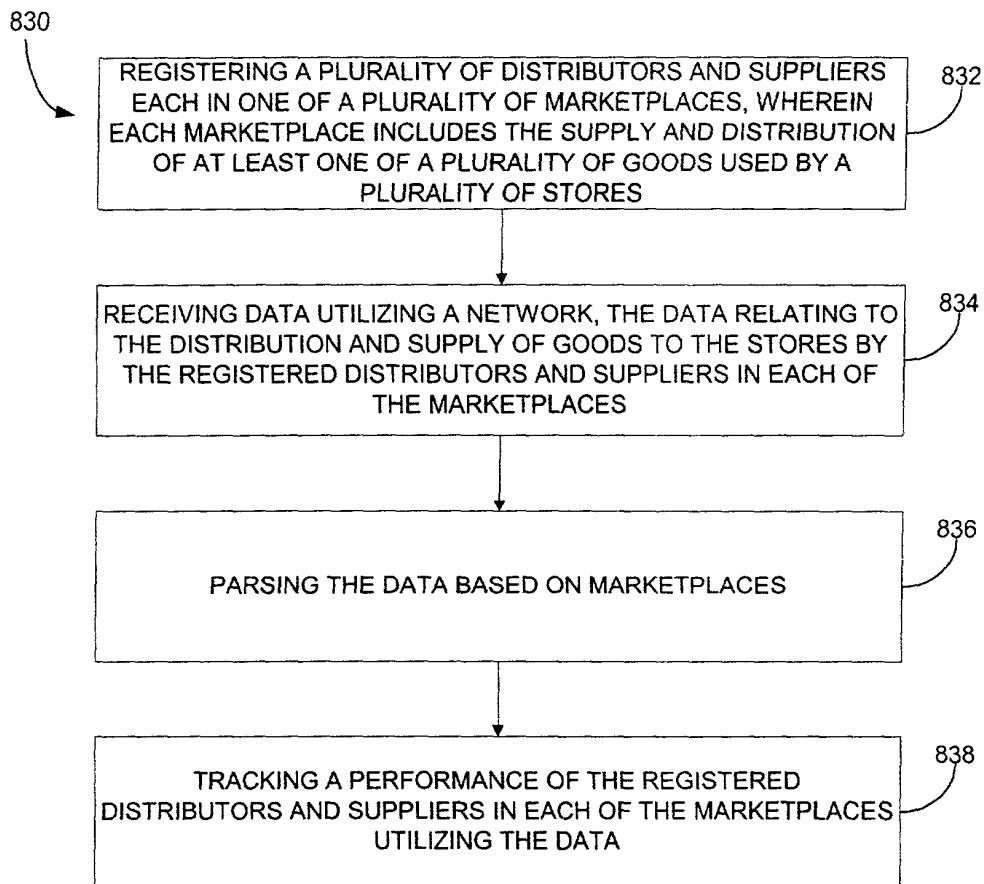 830
REGISTERING A PLURALITY OF DISTRIBUTORS AND SUPPLIERS
EACH IN ONE OF A PLURALITY OF MARKETPLACES, WHEREIN
EACH MARKETPLACE INCLUDES THE SUPPLY AND DISTRIBUTION
OF AT LEAST ONE OF A PLURALITY OF GOODS USED BY A
PLURALITY OF STORES
832
RECEIVING DATA UTILIZING A NETWORK, THE DATA RELATING TO
THE DISTRIBUTION AND SUPPLY OF GOODS TO THE STORES BY
THE REGISTERED DISTRIBUTORS AND SUPPLIERS IN EACH OF
THE MARKETPLACES
834
PARSING THE DATA BASED ON MARKETPLACES
836
TRACKING A PERFORMANCE OF THE REGISTERED
DISTRIBUTORS AND SUPPLIERS IN EACH OF THE MARKETPLACES
UTILIZING THE DATA
838